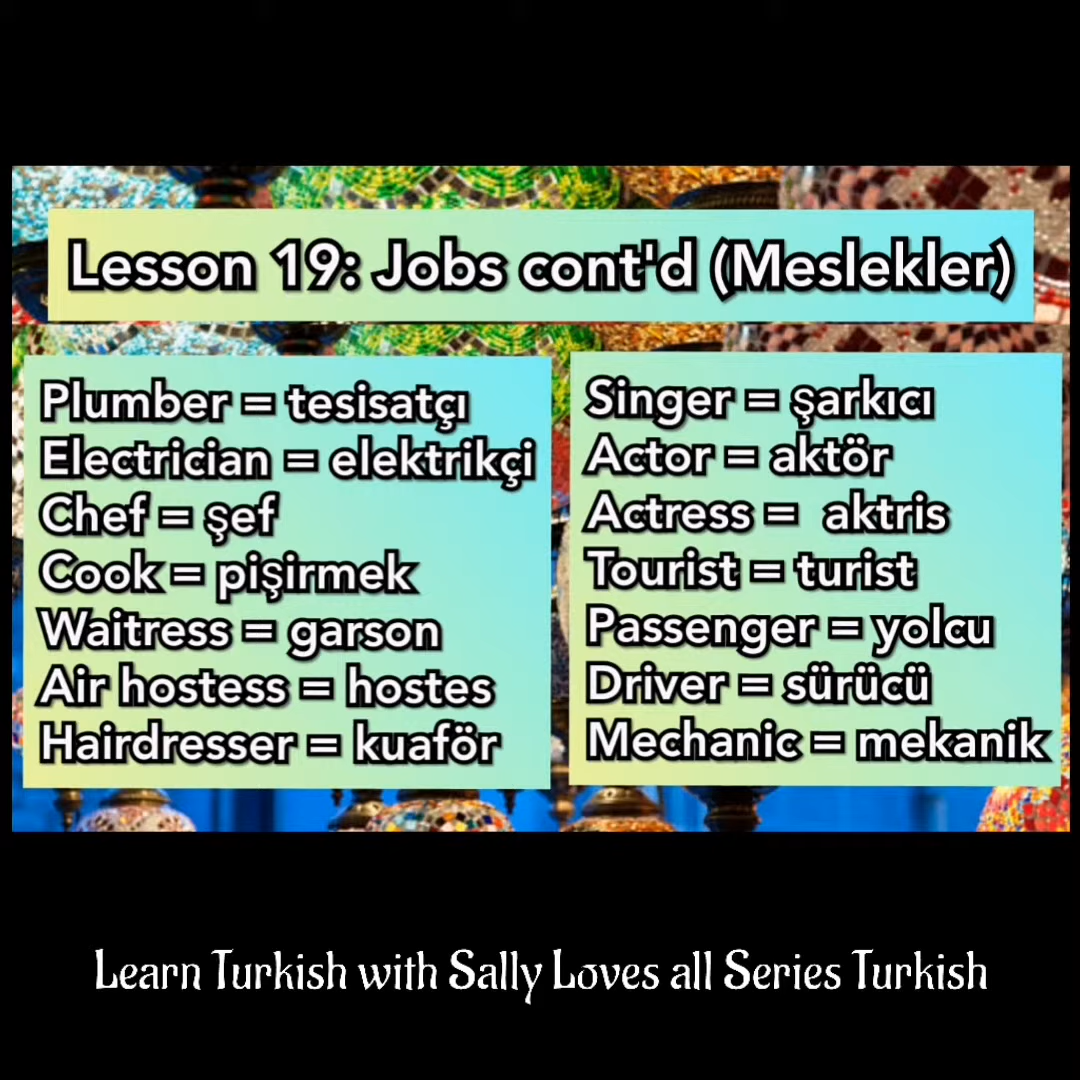 Lesson 19: Jobs cont'd (Meslekler)
Plumber = tesisatçı
Electrician = elektrikçi
Chef = şef
Cook = pişirmek
Waitress = garson
Air hostess = hostes
Hairdresser = kuaför
Singer = şarkıcı
Actor = aktör
Actress = aktris
Tourist = turist
Passenger = yolcu
Driver = sürücü
Mechanic = mekanik
Learn Turkish with Sally Loves all Series Turkish